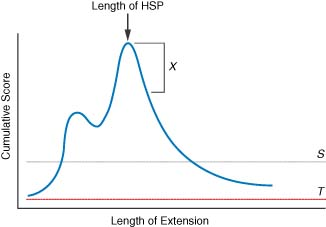 Length of HSP
X
Cumulative Score
S
T
Length of Extension